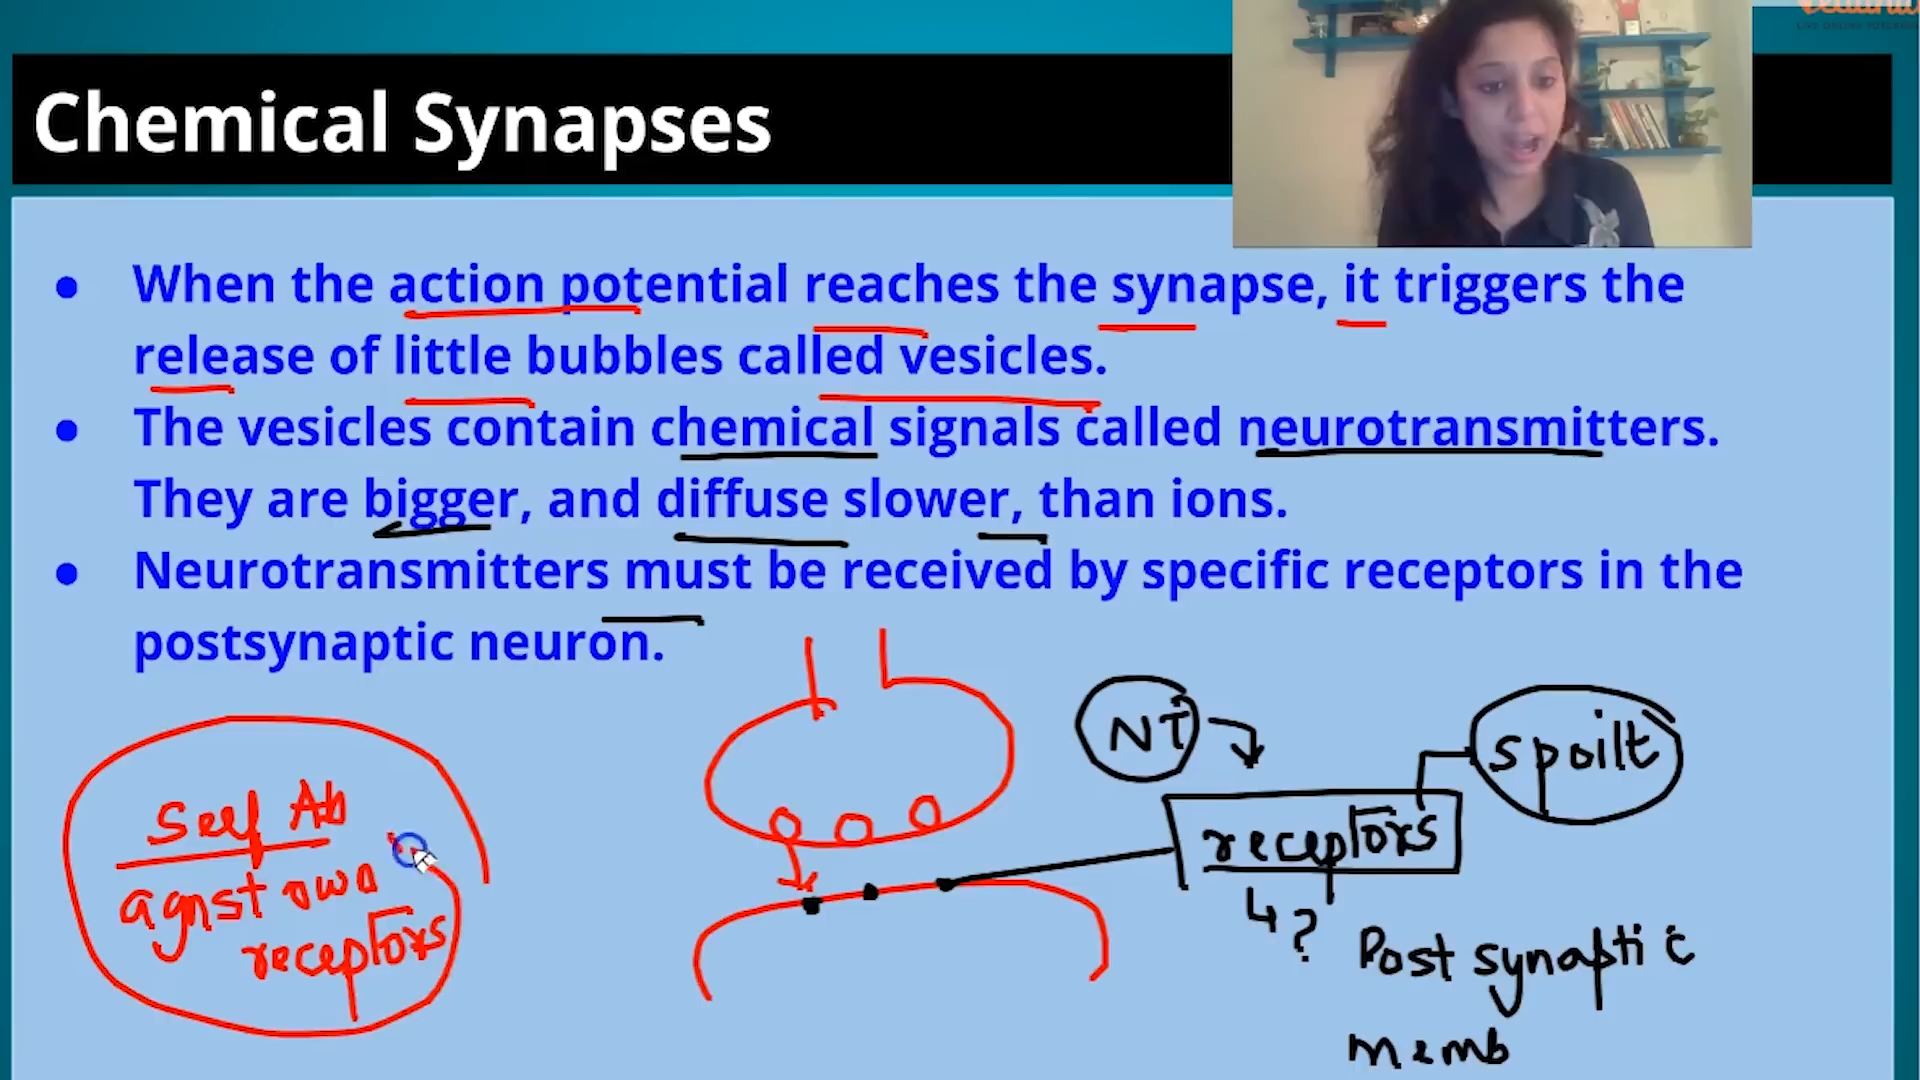 Chemical Synapses
When the action potential reaches the synapse, it triggers the
release of little bubbles called vesicles.
The vesicles contain chemical signals called neurotransmitters.
They are bigger, and diffuse slower, than ions.
Neurotransmitters must be received by specific receptors in the
postsynaptic neuron.
NT
spoilt
receptors
?
Post synaptic
memb
Self Ab
agnst own
receptors